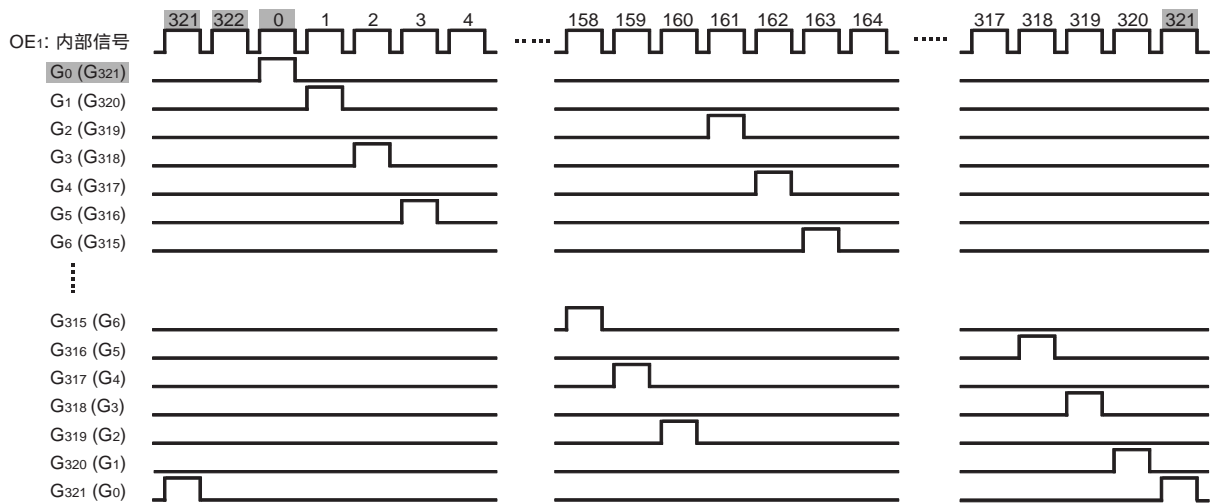 321 322 0 1 2 3 4 158 159 160 161 162 163 164 317 318 319 320 321
OE1: 内部信号
G0 (G321)
G1 (G320)
G2 (G319)
G3 (G318)
G4 (G317)
G5 (G316)
G6 (G315)
G315 (G6)
G316 (G5)
G317 (G4)
G318 (G3)
G319 (G2)
G320 (G1)
G321 (G0)